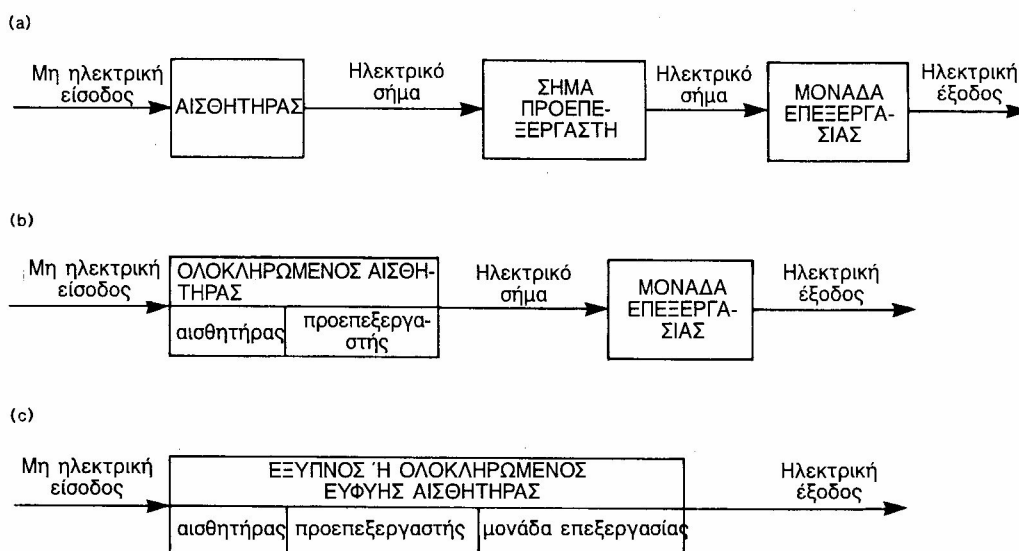 (a)
Μη ηλεκτρική
είσοδος
ΑΙΣΘΗΤΗΡΑΣ
Ηλεκτρικό
σήμα
ΣΗΜΑ
ΠΡΟΕΠΕ-
ΞΕΡΓΑΣΤΗ
Ηλεκτρικό
σήμα
ΜΟΝΑΔΑ
ΕΠΕΞΕΡΓΑ-
ΣΙΑΣ
Ηλεκτρική
έξοδος
(b)
Μη ηλεκτρική
είσοδος
ΟΛΟΚΛΗΡΩΜΕΝΟΣ ΑΙΣΘΗ-
ΤΗΡΑΣ
αισθητήρας
προεπεξεργα-
στής
Ηλεκτρικό
σήμα
ΜΟΝΑΔΑ
ΕΠΕΞΕΡΓΑ-
ΣΙΑΣ
Ηλεκτρική
έξοδος
(c)
Μη ηλεκτρική
είσοδος
ΕΞΥΠΝΟΣ Ή ΟΛΟΚΛΗΡΩΜΕΝΟΣ
ΕΥΦΥΗΣ ΑΙΣΘΗΤΗΡΑΣ
αισθητήρας
προεπεξεργαστής
μονάδα επεξεργασίας
Ηλεκτρική
έξοδος